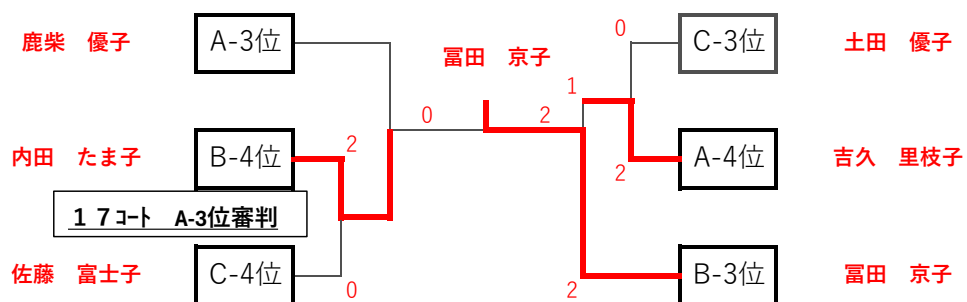 鹿柴　優子
A-3位
0
C-3位
土田　優子
冨田　京子
1
0
2
内田　たま子
B-4位
2
2
A-4位
吉久　里枝子
１７ｺｰﾄ　A-3位審判
佐藤　富士子
C-4位
0
2
B-3位
冨田　京子